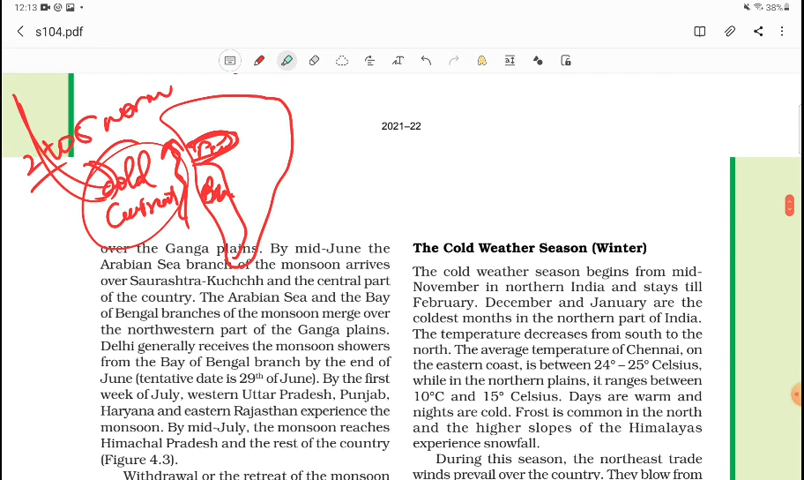 12:13
38%
s104.pdf
2021–22
2 to 5 norm
Cold
Current
over the Ganga plains. By mid-June the
Arabian Sea branch of the monsoon arrives
over Saurashtra-Kuchchh and the central part
of the country. The Arabian Sea and the Bay
of Bengal branches of the monsoon merge over
the northwestern part of the Ganga plains.
Delhi generally receives the monsoon showers
from the Bay of Bengal branch by the end of
June (tentative date is 29th of June). By the first
week of July, western Uttar Pradesh, Punjab,
Haryana and eastern Rajasthan experience the
monsoon. By mid-July, the monsoon reaches
Himachal Pradesh and the rest of the country
(Figure 4.3).
Withdrawal or the retreat of the monsoon
The Cold Weather Season (Winter)
The cold weather season begins from mid-
November in northern India and stays till
February. December and January are the
coldest months in the northern part of India.
The temperature decreases from south to the
north. The average temperature of Chennai, on
the eastern coast, is between 24° – 25° Celsius,
while in the northern plains, it ranges between
10°C and 15° Celsius. Days are warm and
nights are cold. Frost is common in the north
and the higher slopes of the Himalayas
experience snowfall.
During this season, the northeast trade
winds prevail over the country. They blow from